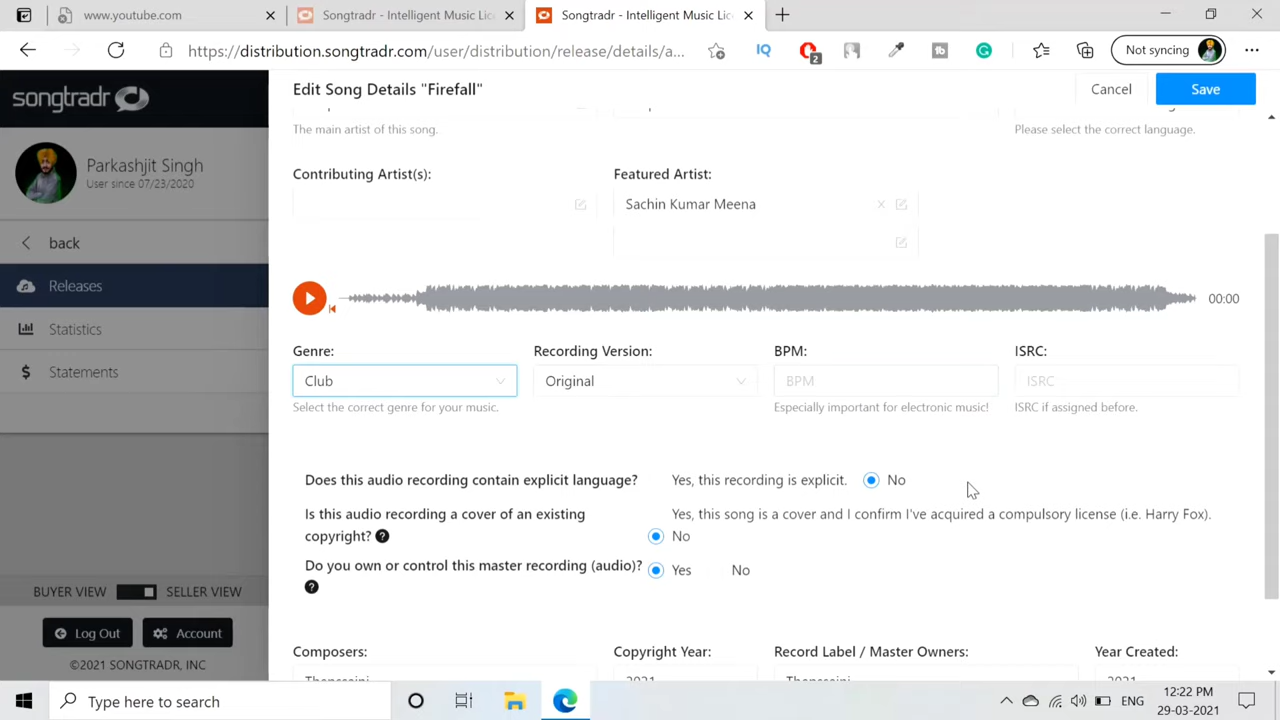 www.youtube.com
Songtradr - Intelligent Music Lic
Songtradr - Intelligent Music Lic
https://distribution.songtradr.com/user/distribution/release/details/a...
2
Not syncing
songtradr
Edit Song Details "Firefall"
Cancel
Save
The main artist of this song.
Please select the correct language.
Parkashjit Singh
User since 07/23/2020
Contributing Artist(s):
Featured Artist:
Sachin Kumar Meena
back
Releases
Statistics
Statements
00:00
Genre:
Recording Version:
BPM:
ISRC:
Club
Original
BPM
ISRC
Select the correct genre for your music.
Especially important for electronic music!
ISRC if assigned before.
Does this audio recording contain explicit language?
Yes, this recording is explicit.
No
Is this audio recording a cover of an existing copyright?
Yes, this song is a cover and I confirm I've acquired a compulsory license (i.e. Harry Fox).
No
Do you own or control this master recording (audio)?
Yes
No
BUYER VIEW
SELLER VIEW
Log Out
Account
©2021 SONGTRADR, INC
Composers:
Copyright Year:
Record Label / Master Owners:
Year Created:
2021
2021
Type here to search
ENG
12:22 PM
29-03-2021